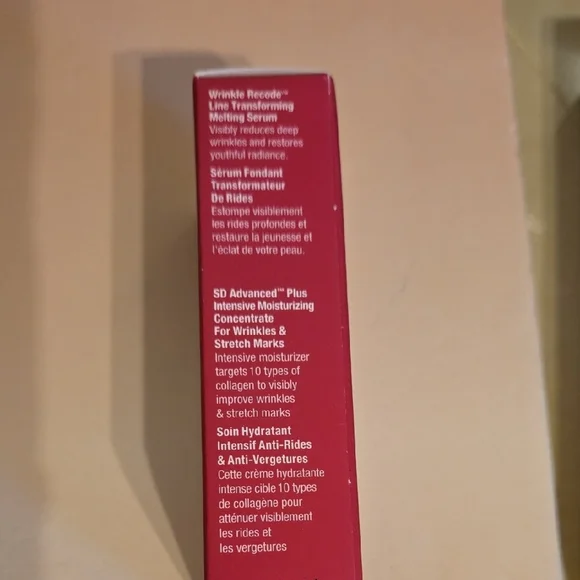 Wrinkle Recode™
Line Transforming
Melting Serum
Visibly reduces deep
wrinkles and restores
youthful radiance.
Sérum Fondant
Transformateur
De Rides
Estompe visiblement
les rides profondes et
restaure la jeunesse et
l'éclat de votre peau.
SD Advanced™ Plus
Intensive Moisturizing
Concentrate
For Wrinkles &
Stretch Marks
Intensive moisturizer
targets 10 types of
collagen to visibly
improve wrinkles
& stretch marks
Soin Hydratant
Intensif Anti-Rides
& Anti-Vergetures
Cette crème hydratante
intense cible 10 types
de collagène pour
atténuer visiblement
les rides et
les vergetures